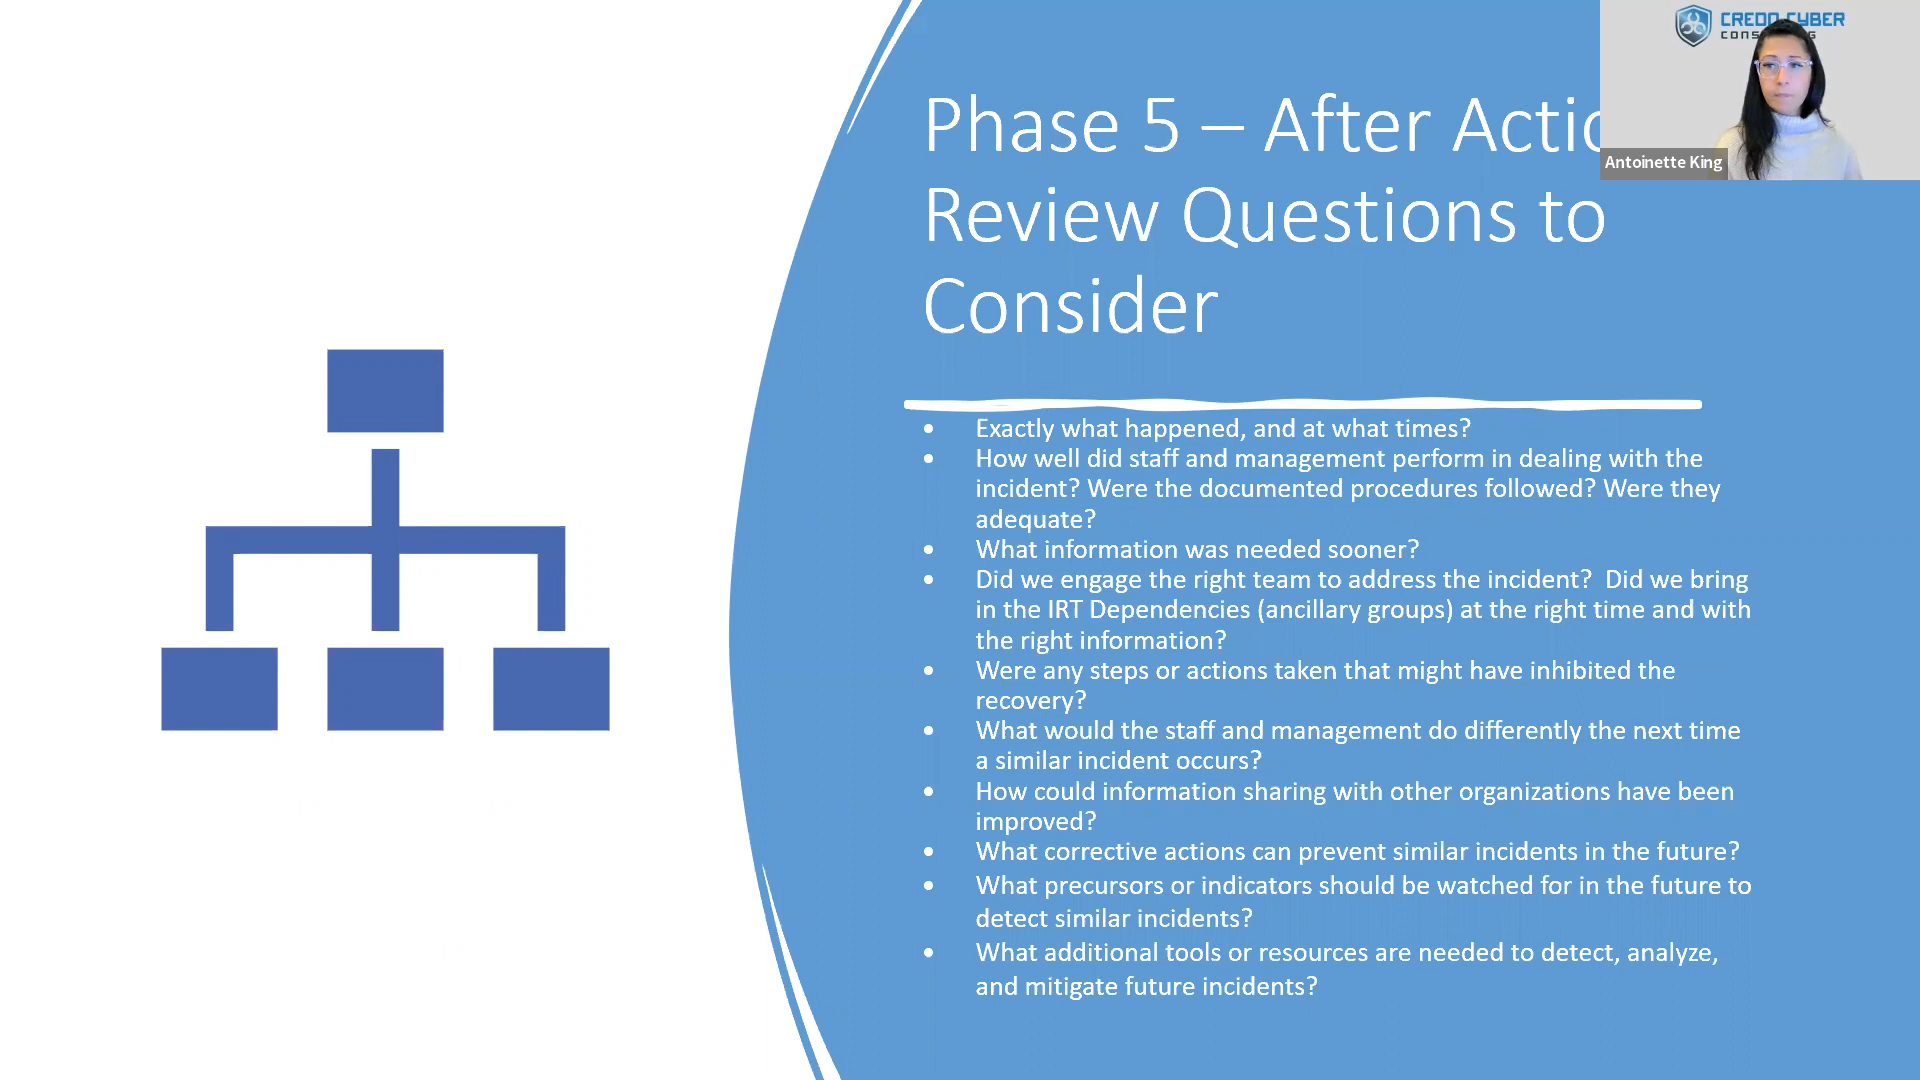 CREDO CYBER
Phase 5 – After Actio
Antoinette King
Review Questions to
Consider
• Exactly what happened, and at what times?
• How well did staff and management perform in dealing with the
incident? Were the documented procedures followed? Were they
adequate?
• What information was needed sooner?
• Did we engage the right team to address the incident?  Did we bring
in the IRT Dependencies (ancillary groups) at the right time and with
the right information?
• Were any steps or actions taken that might have inhibited the
recovery?
• What would the staff and management do differently the next time
a similar incident occurs?
• How could information sharing with other organizations have been
improved?
• What corrective actions can prevent similar incidents in the future?
• What precursors or indicators should be watched for in the future to
detect similar incidents?
• What additional tools or resources are needed to detect, analyze,
and mitigate future incidents?